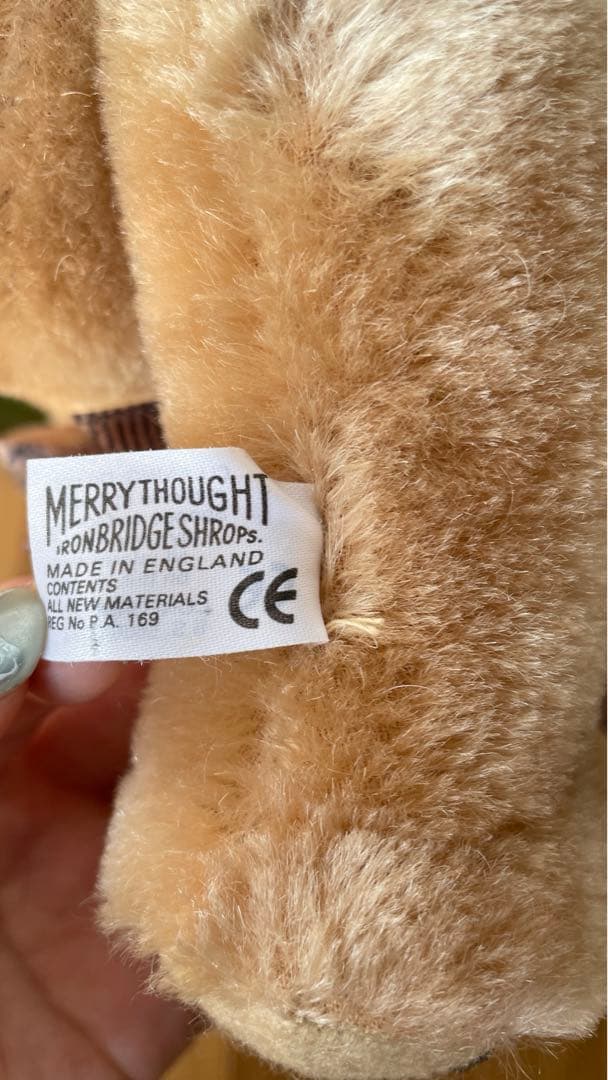 MERRYTHOUGHT
IRONBRIDGE SHROPS.
MADE IN ENGLAND
CONTENTS
ALL NEW MATERIALS
REG No P.A. 169
CE